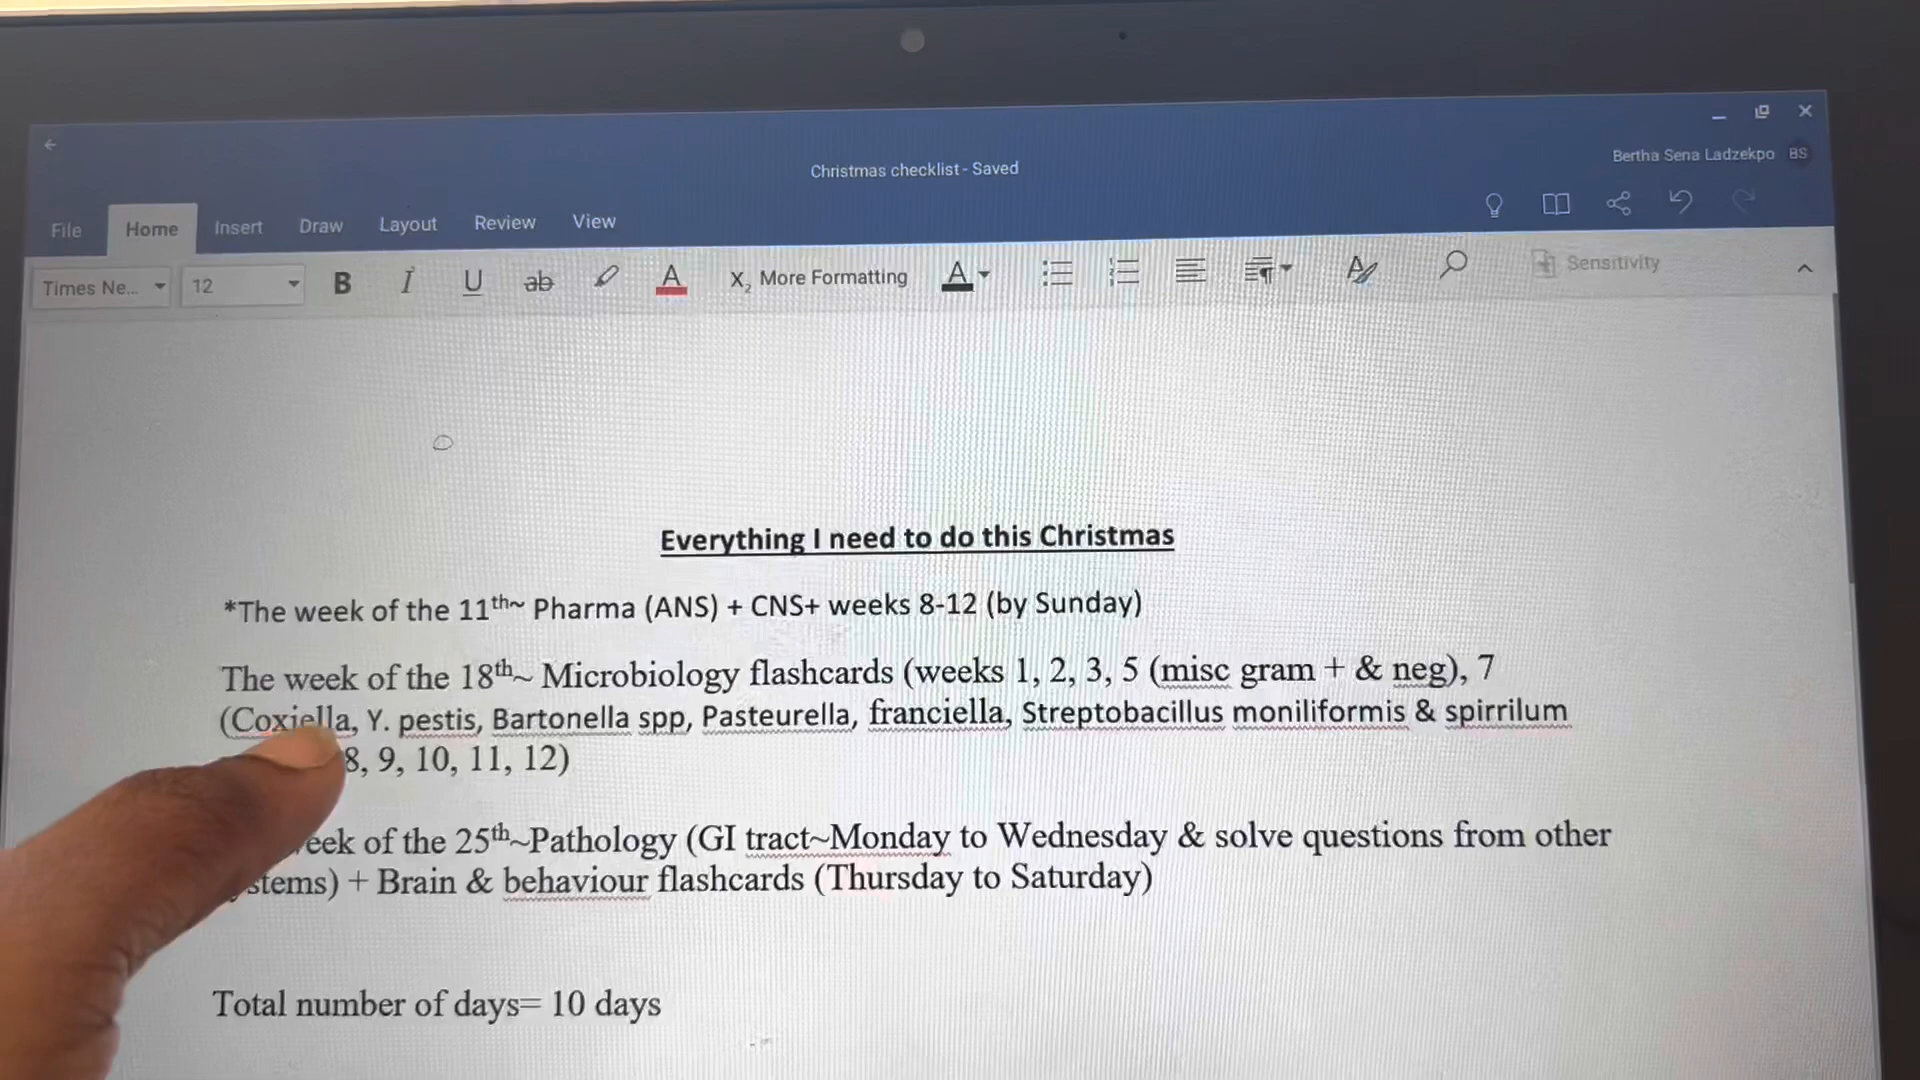 Christmas checklist - Saved
Bertha Sena Ladzekpo BS
File Home Insert Draw Layout Review View
Times Ne... 12 B I U ab A X₂ More Formatting A Sensitivity
Everything I need to do this Christmas
*The week of the 11th~ Pharma (ANS) + CNS+ weeks 8-12 (by Sunday)
The week of the 18th~ Microbiology flashcards (weeks 1, 2, 3, 5 (misc gram + & neg), 7
(Coxiella, Y. pestis, Bartonella spp, Pasteurella, franciella, Streptobacillus moniliformis & spirrilum
8, 9, 10, 11, 12)
eek of the 25th~Pathology (GI tract~Monday to Wednesday & solve questions from other
stems) + Brain & behaviour flashcards (Thursday to Saturday)
Total number of days= 10 days